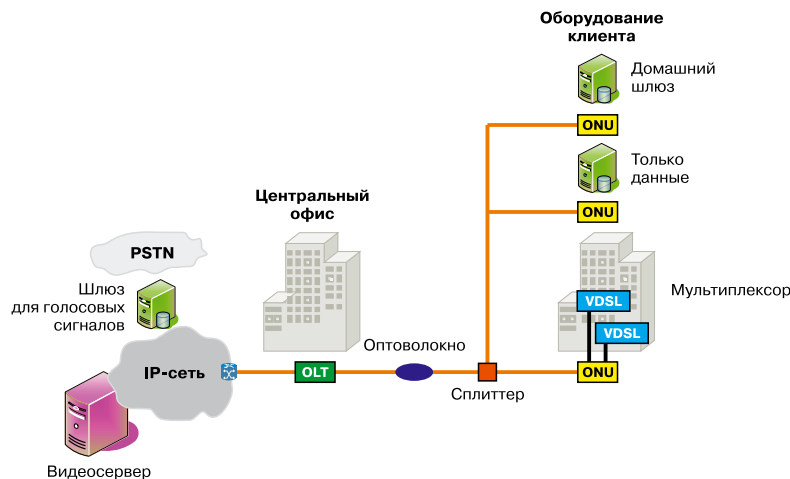 Оборудование
клиента
Домашний
шлюз
ONU
Только
данные
ONU
Центральный
офис
PSTN
Шлюз
для голосовых
сигналов
Мультиплексор
VDSL
VDSL
Оптоволокно
IP-сеть
OLT
ONU
Сплиттер
Видеосервер